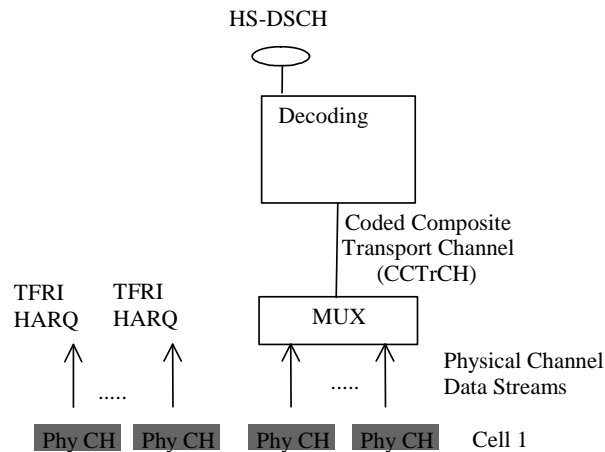 HS-DSCH
Decoding
Coded Composite
Transport Channel
(CCTrCH)
TFRI
HARQ
TFRI
HARQ
MUX
Physical Channel
Data Streams
.....
.....
Phy CH
Phy CH
Phy CH
Phy CH
Cell 1